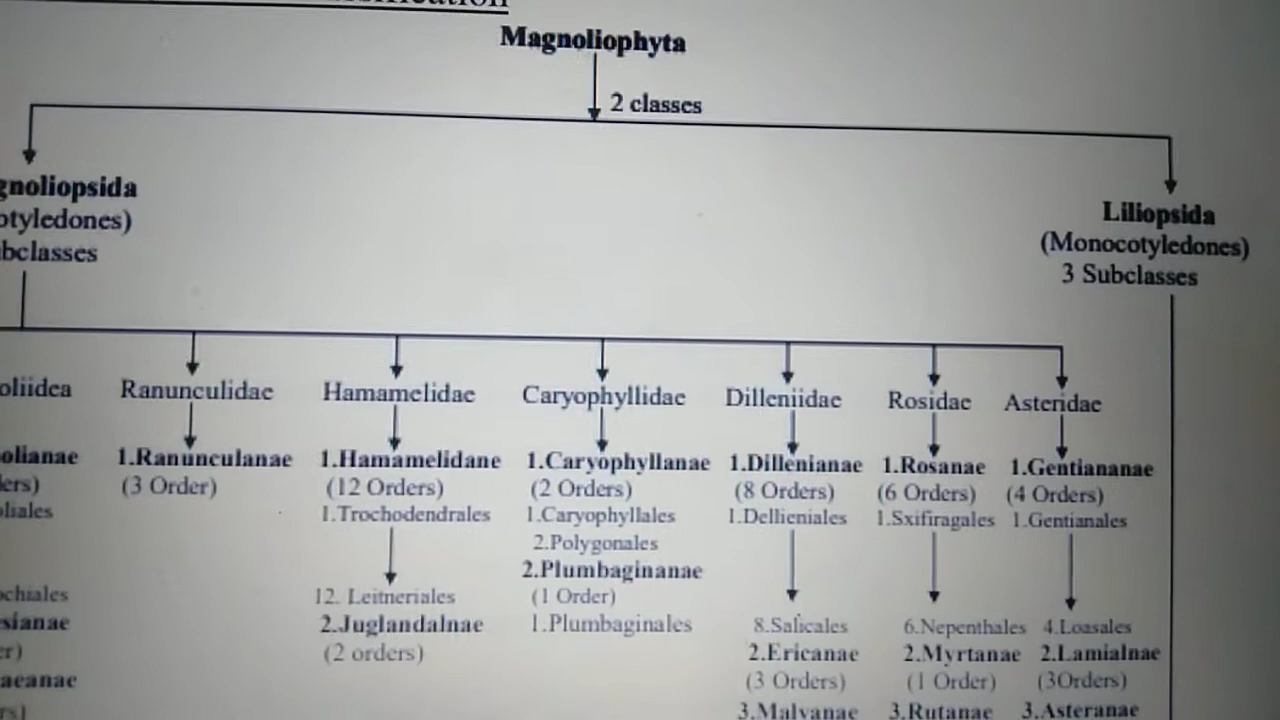 Magnoliophyta
2 classes
gnoliopsida
otyledones)
bclasses
Liliopsida
(Monocotyledones)
3 Subclasses
oliidea
Ranunculidae
Hamamelidae
Caryophyllidae
Dilleniidae
Rosidae
Asteridae
olianae
ers)
oliales
ochiales
sianae
er)
aeanae
rs)
1.Ranunculanae
(3 Order)
1.Hamamelidane
(12 Orders)
1.Trochodendrales
12. Leitneriales
2.Juglandalnae
(2 orders)
1.Caryophyllanae
(2 Orders)
1.Caryophyllales
2.Polygonales
2.Plumbaginanae
(1 Order)
1.Plumbaginales
1.Dillenianae
(8 Orders)
1.Dellieniales
8.Salicales
2.Ericanae
(3 Orders)
3.Malvanae
1.Rosanae
(6 Orders)
1.Sxifiragales
6.Nepenthales
2.Myrtanae
(1 Order)
3.Rutanae
1.Gentiananae
(4 Orders)
1.Gentianales
4.Loasales
2.Lamialnae
(3Orders)
3.Asteranae